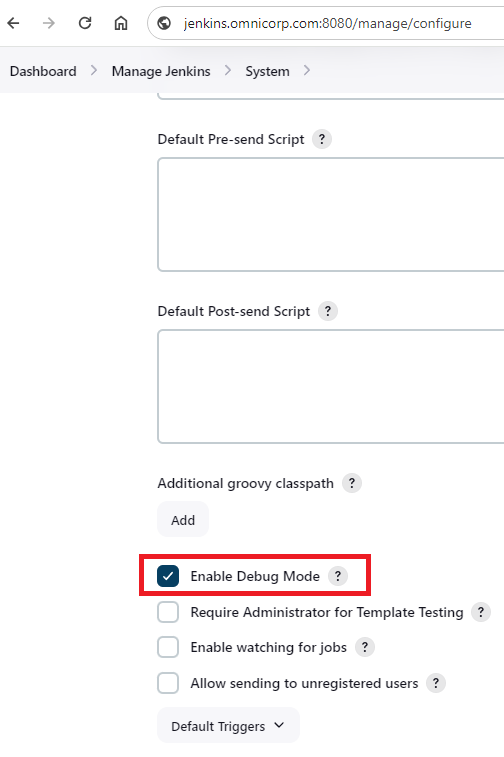 jenkins.omnicorp.com:8080/manage/configure
Dashboard > Manage Jenkins > System >
Default Pre-send Script ?
Default Post-send Script ?
Additional groovy classpath ?
Add
Enable Debug Mode ?
Require Administrator for Template Testing ?
Enable watching for jobs ?
Allow sending to unregistered users ?
Default Triggers